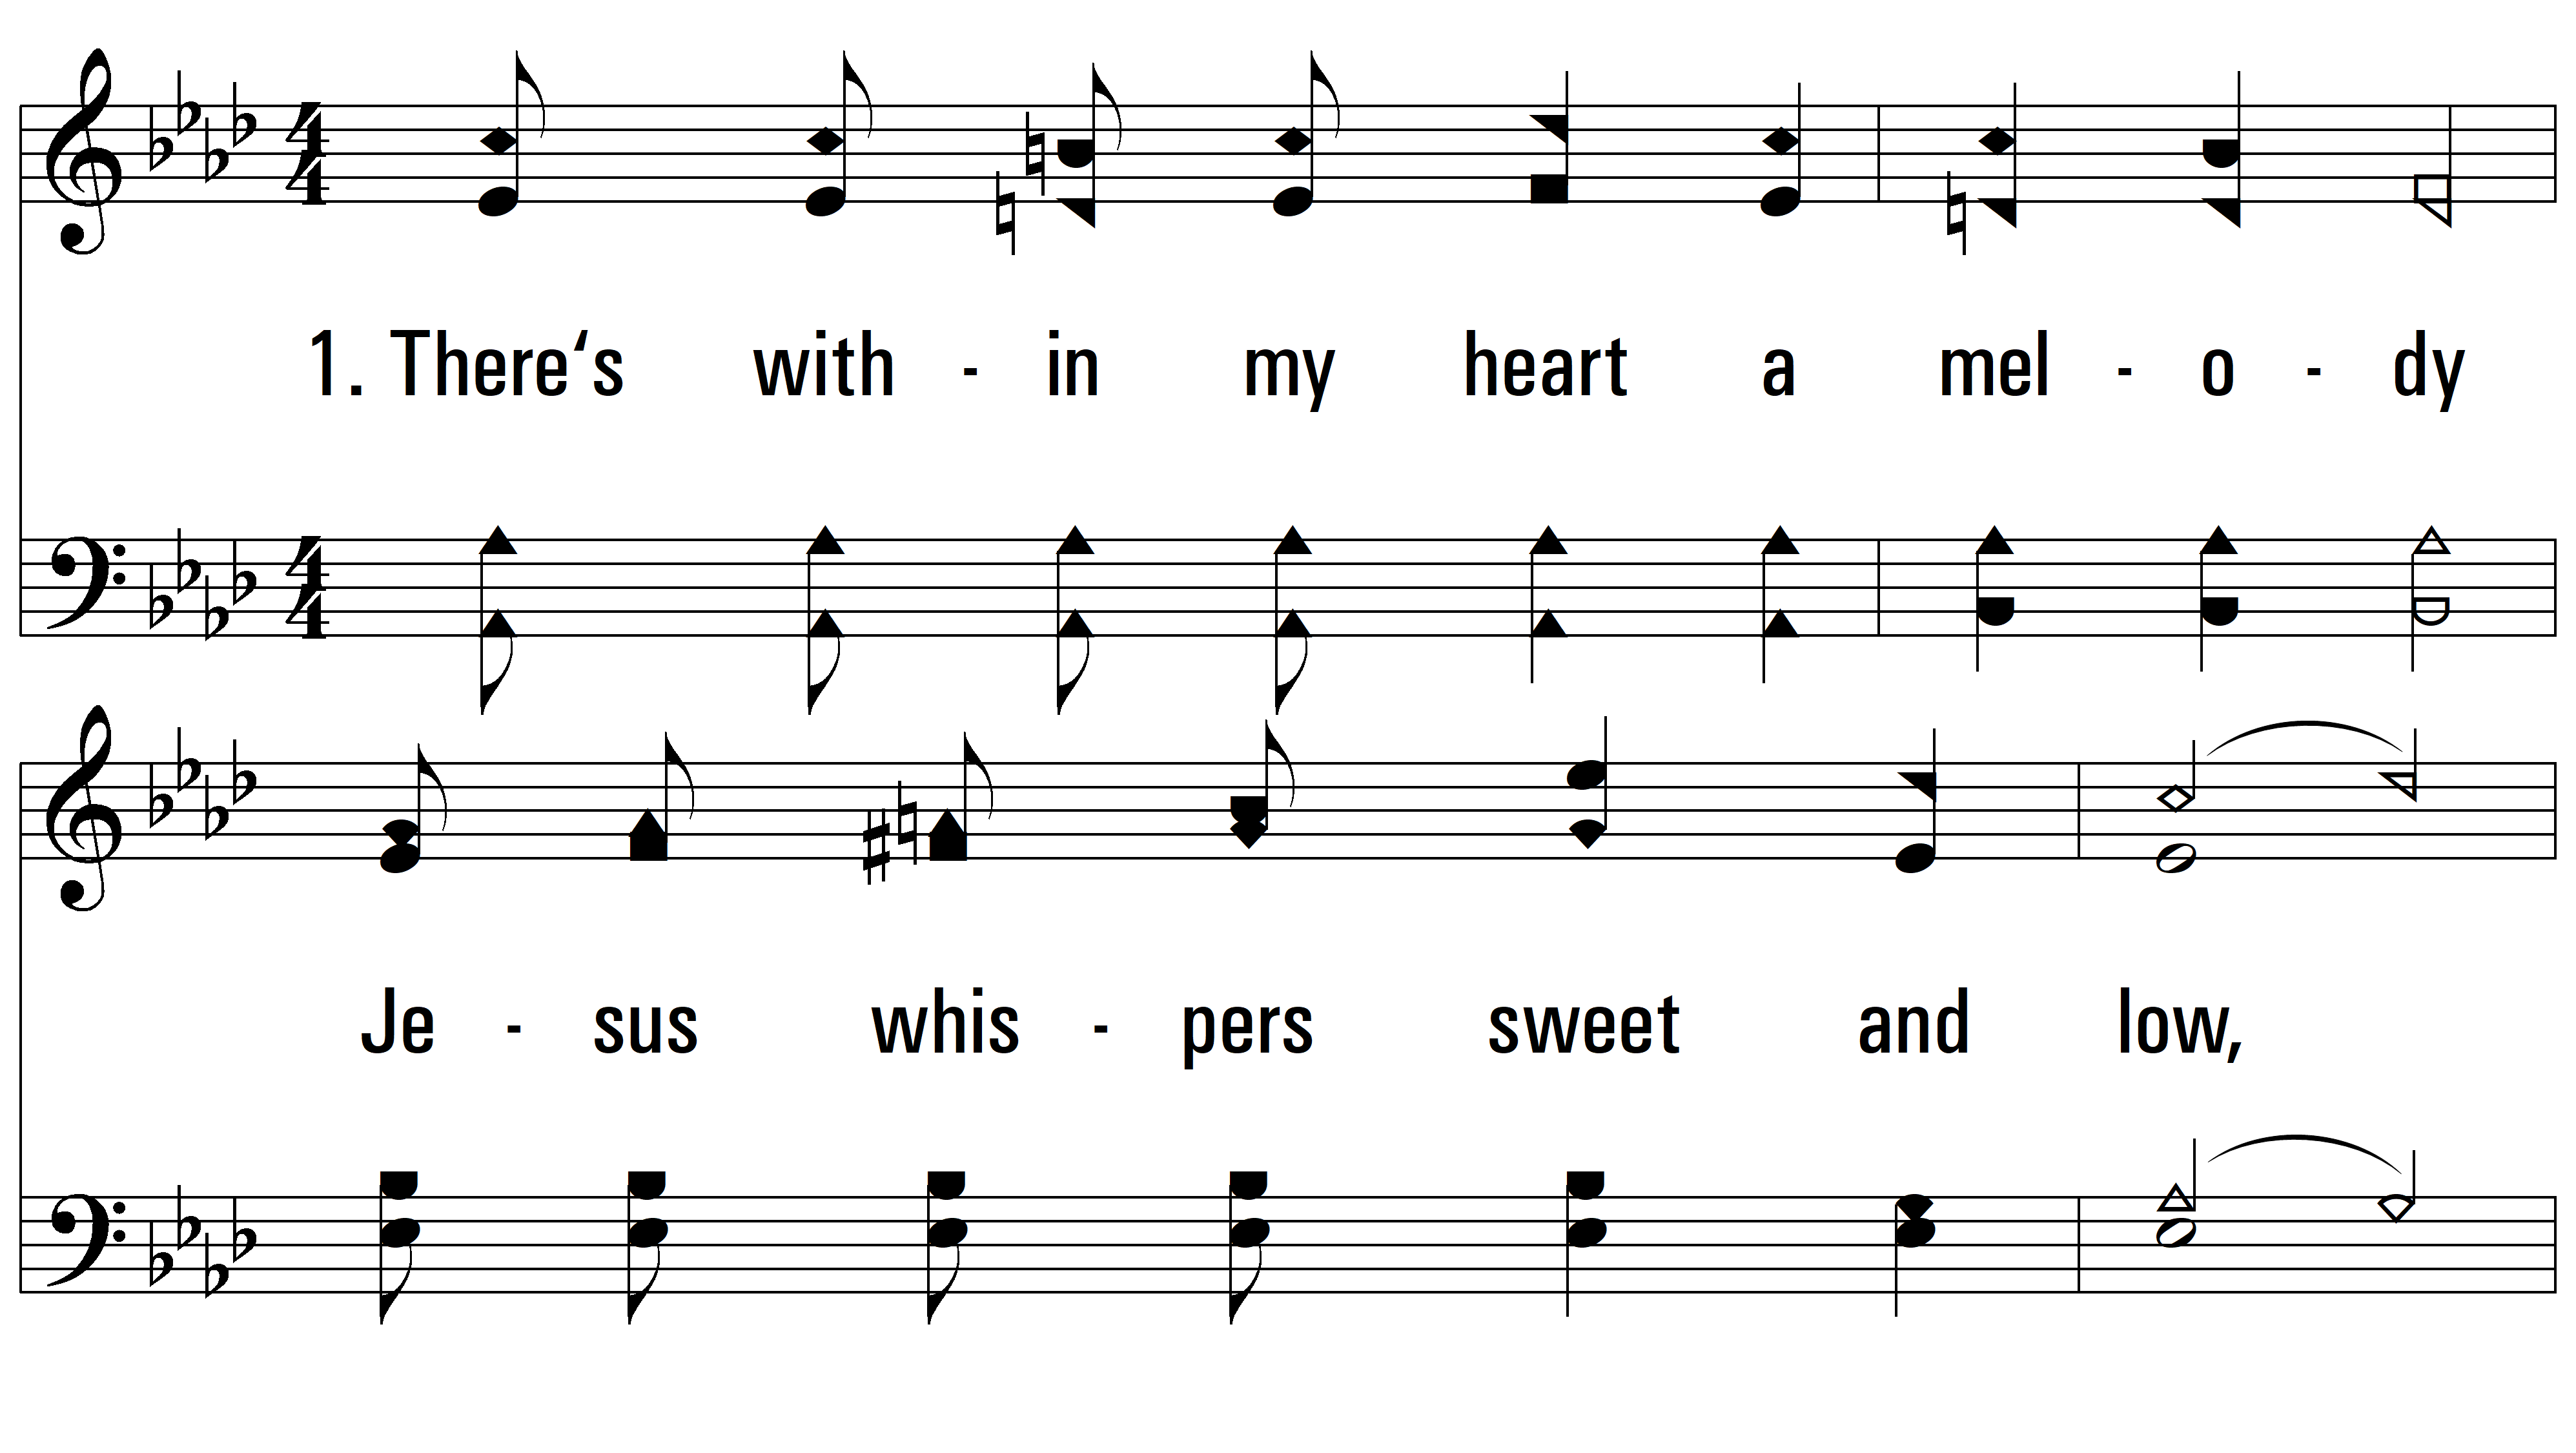 1. There‘s with - in my heart a mel - o - dy
Je - sus whis - pers sweet and low,